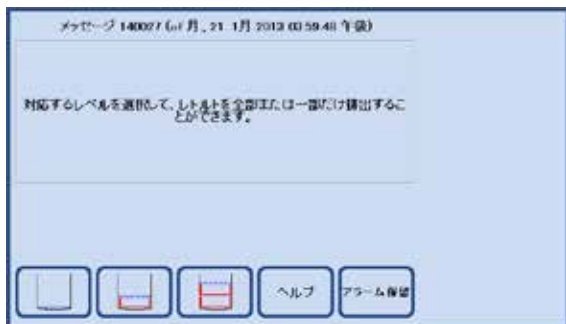 メッセージ 140027 (of 月, 21 1月 2013 03:59:48 午後)
対応するレベルを選択して、レトルトを全部または一部だけ排出するこ
とができます。
ヘルプ
アラーム保留